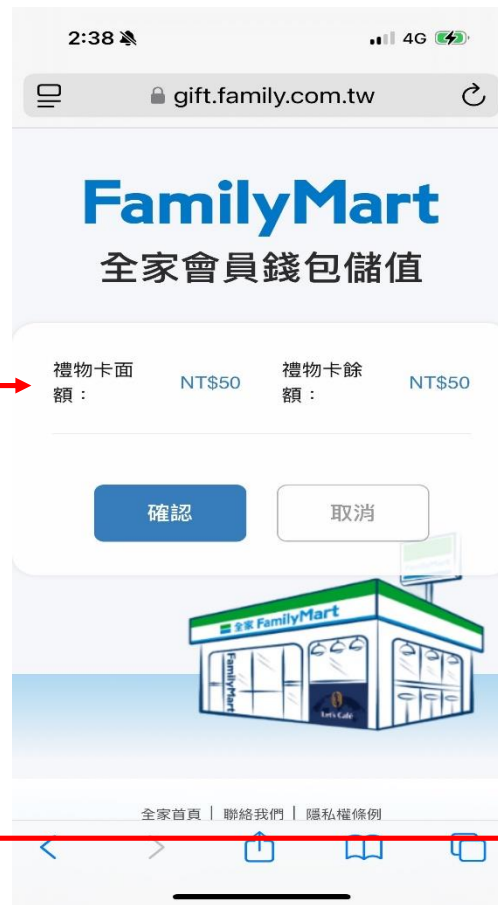 2:38
4G
gift.family.com.tw
FamilyMart
全家會員錢包儲值
禮物卡面額：
NT$50
禮物卡餘額：
NT$50
確認
取消
全家 FamilyMart
FamilyMart
Let's Café
全家首頁 | 聯絡我們 | 隱私權條例